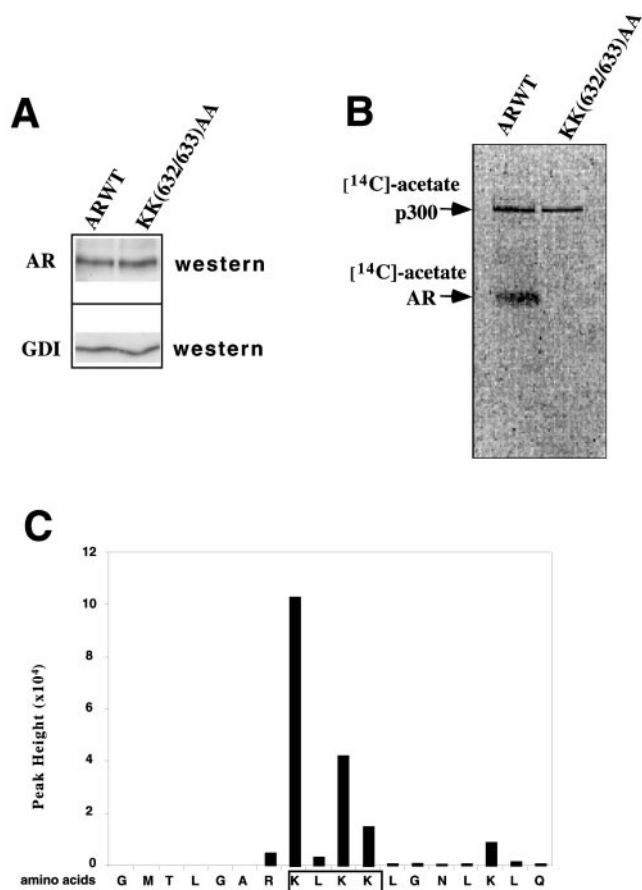 A
ARWT
KK(632/633)AA
AR
western
GDI
western
B
ARWT
KK(632/633)AA
[14C]-acetate
p300
[14C]-acetate
AR
C
12
10
8
6
4
2
0
Peak Height (x10⁴)
amino acids G M T L G A R K L K K L G N L K L Q